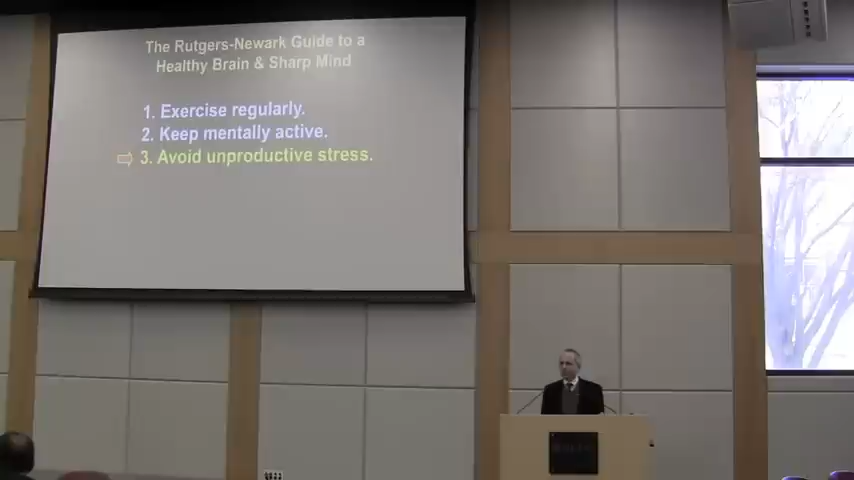 The Rutgers-Newark Guide to a
Healthy Brain & Sharp Mind
1. Exercise regularly.
2. Keep mentally active.
3. Avoid unproductive stress.